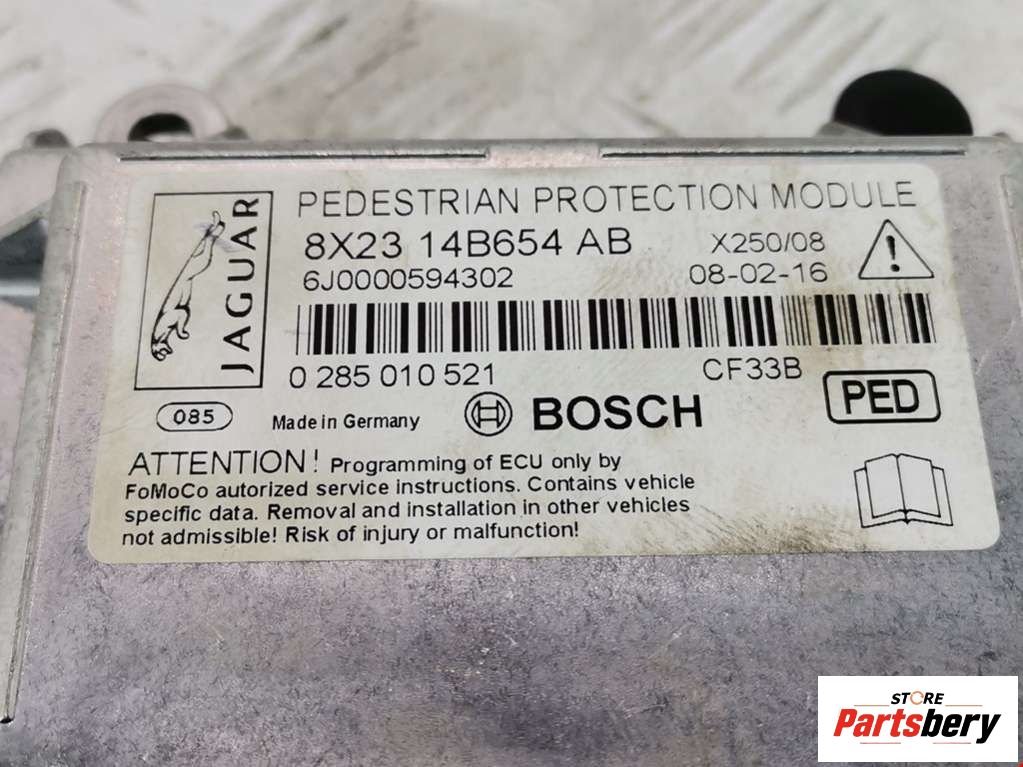 PEDESTRIAN PROTECTION MODULE
JAGUAR
8X23 14B654 AB
X250/08
6J0000594302
08-02-16
0 285 010 521
CF33B
085
Made in Germany
BOSCH
PED
ATTENTION! Programming of ECU only by
FoMoCo autorized service instructions. Contains vehicle
specific data. Removal and installation in other vehicles
not admissible! Risk of injury or malfunction!
STORE
Partsbery